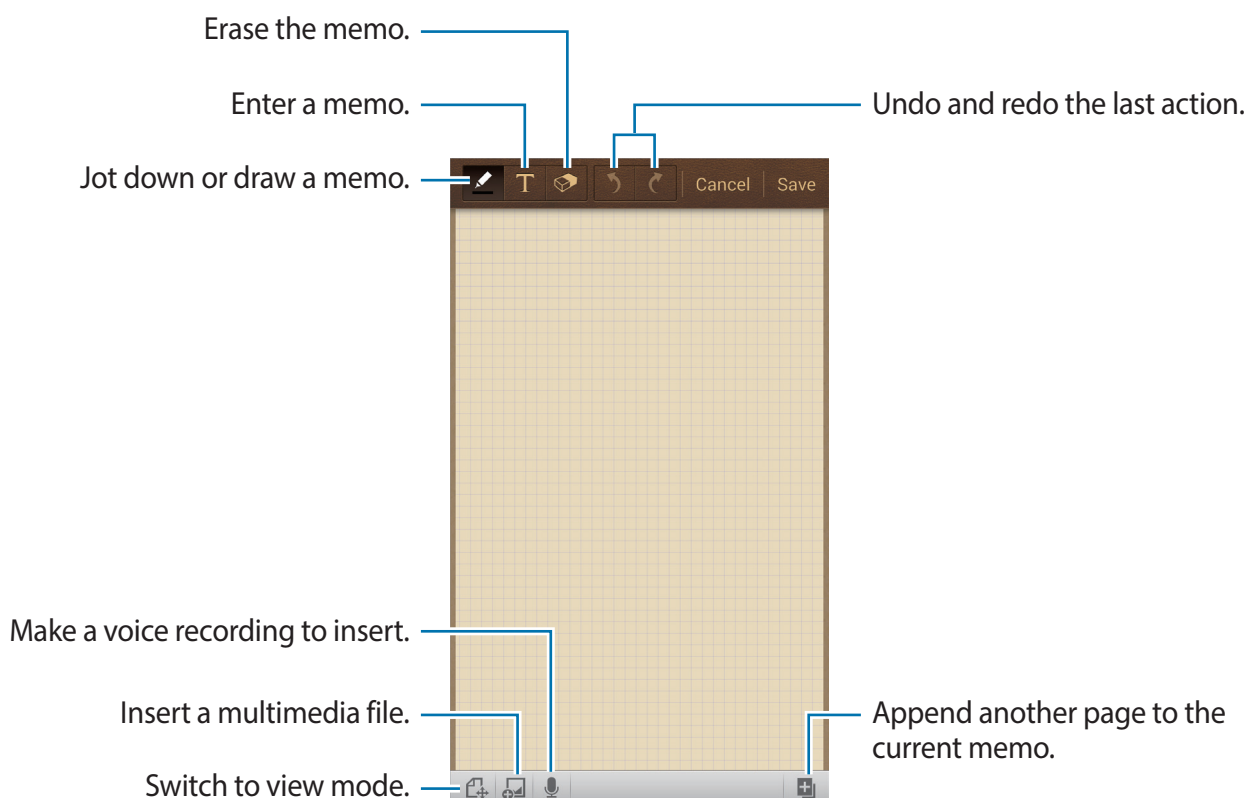 Erase the memo.
Enter a memo.
Undo and redo the last action.
Jot down or draw a memo.
T
Cancel
Save
Make a voice recording to insert.
Insert a multimedia file.
Append another page to the
current memo.
Switch to view mode.